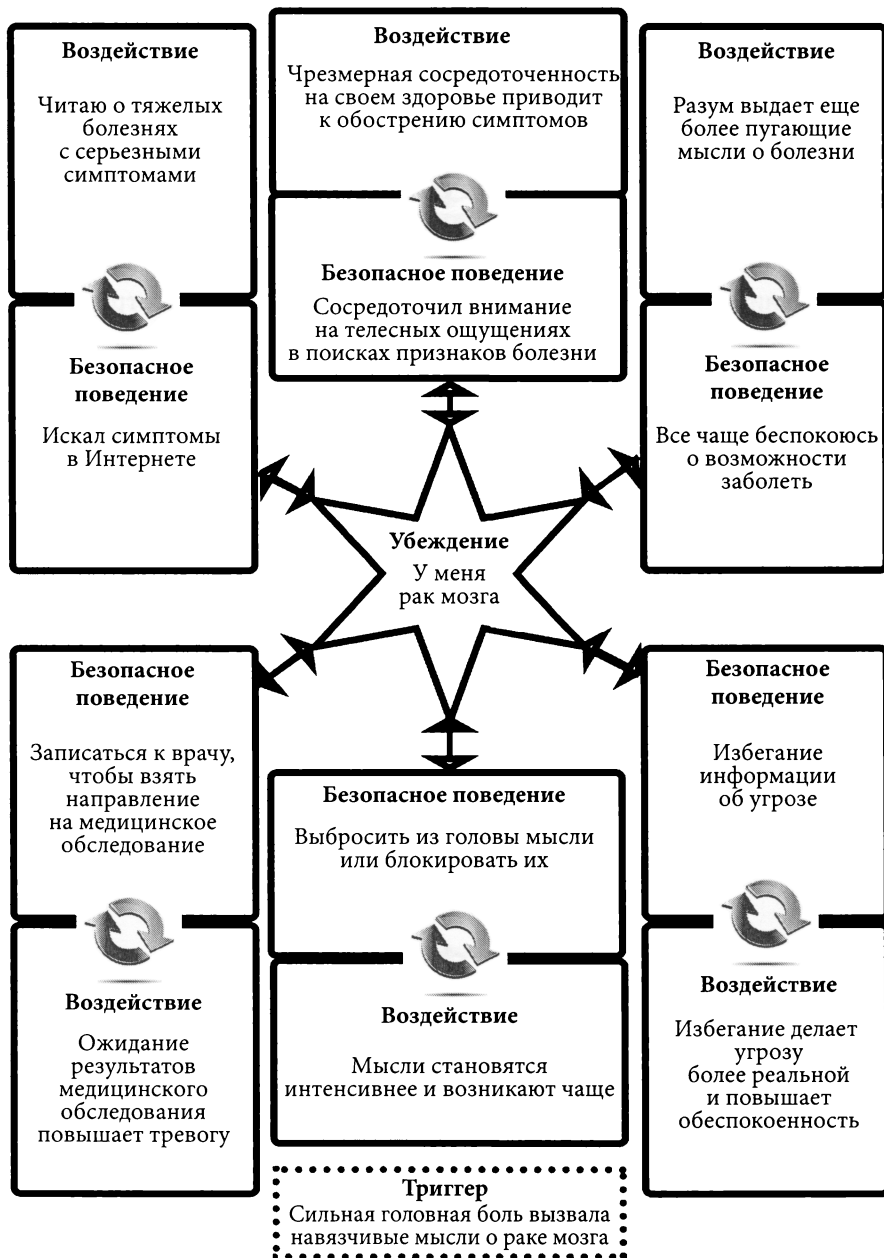 Воздействие
Читаю о тяжелых
болезнях
с серьезными
симптомами
Безопасное
поведение
Искал симптомы
в Интернете
Воздействие
Чрезмерная сосредоточенность
на своем здоровье приводит
к обострению симптомов
Безопасное поведение
Сосредоточил внимание
на телесных ощущениях
в поисках признаков болезни
Воздействие
Разум выдает еще
более пугающие
мысли о болезни
Безопасное
поведение
Все чаще беспокоюсь
о возможности
заболеть
Убеждение
У меня
рак мозга
Безопасное
поведение
Записаться к врачу,
чтобы взять
направление
на медицинское
обследование
Воздействие
Ожидание
результатов
медицинского
обследования
повышает тревогу
Безопасное поведение
Выбросить из головы мысли
или блокировать их
Воздействие
Мысли становятся
интенсивнее и возникают чаще
Безопасное
поведение
Избегание
информации
об угрозе
Воздействие
Избегание делает
угрозу
более реальной
и повышает
обеспокоенность
Триггер
Сильная головная боль вызвала
навязчивые мысли о раке мозга